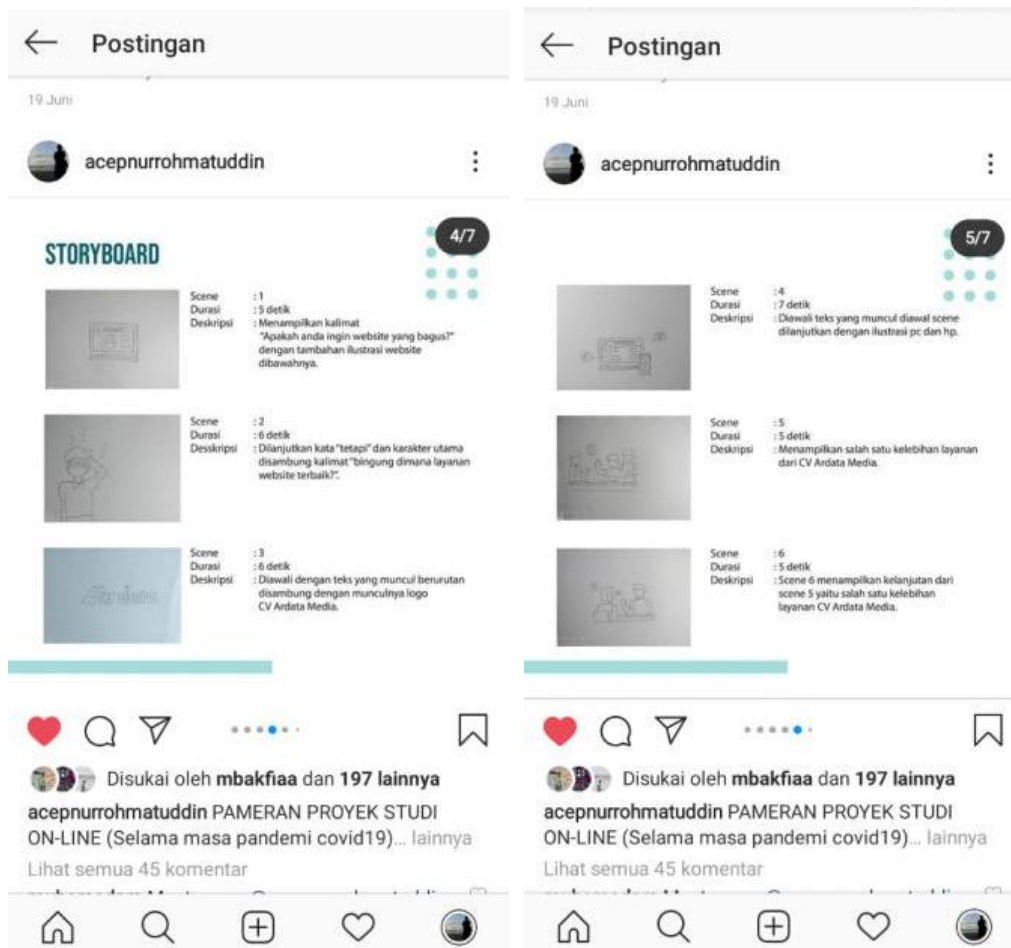 Postingan
19 Juni
acepnurrohmatuddin
4/7
STORYBOARD
Scene : 1
Durasi : 5 detik
Deskripsi : Menampilkan kalimat
"Apakah anda ingin website yang bagus?"
dengan tambahan ilustrasi website
dibawahnya.
Scene : 2
Durasi : 6 detik
Desskripsi : Dilanjutkan kata "tetapi" dan karakter utama
disambung kalimat "bingung dimana layanan
website terbaik?".
Scene : 3
Durasi : 6 detik
Deskripsi : Diawali dengan teks yang muncul berurutan
disambung dengan munculnya logo
CV Ardata Media.
Disukai oleh mbakfiaa dan 197 lainnya
acepnurrohmatuddin PAMERAN PROYEK STUDI
ON-LINE (Selama masa pandemi covid19)... lainnya
Lihat semua 45 komentar
Postingan
19 Juni
acepnurrohmatuddin
5/7
Scene : 4
Durasi : 7 detik
Deskripsi : Diawali teks yang muncul diawal scene
dilanjutkan dengan ilustrasi pc dan hp.
Scene : 5
Durasi : 5 detik
Deskripsi : Menampilkan salah satu kelebihan layanan
dari CV Ardata Media.
Scene : 6
Durasi : 5 detik
Deskripsi : Scene 6 menampilkan kelanjutan dari
scene 5 yaitu salah satu kelebihan
layanan CV Ardata Media.
Disukai oleh mbakfiaa dan 197 lainnya
acepnurrohmatuddin PAMERAN PROYEK STUDI
ON-LINE (Selama masa pandemi covid19)... lainnya
Lihat semua 45 komentar